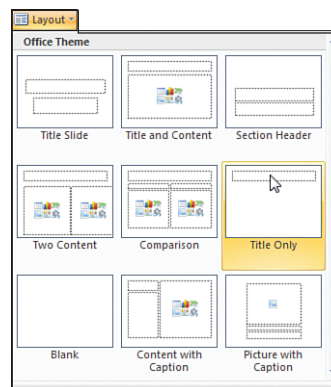 Layout
Office Theme
Title Slide
Title and Content
Section Header
Two Content
Comparison
Title Only
Blank
Content with
Caption
Picture with
Caption